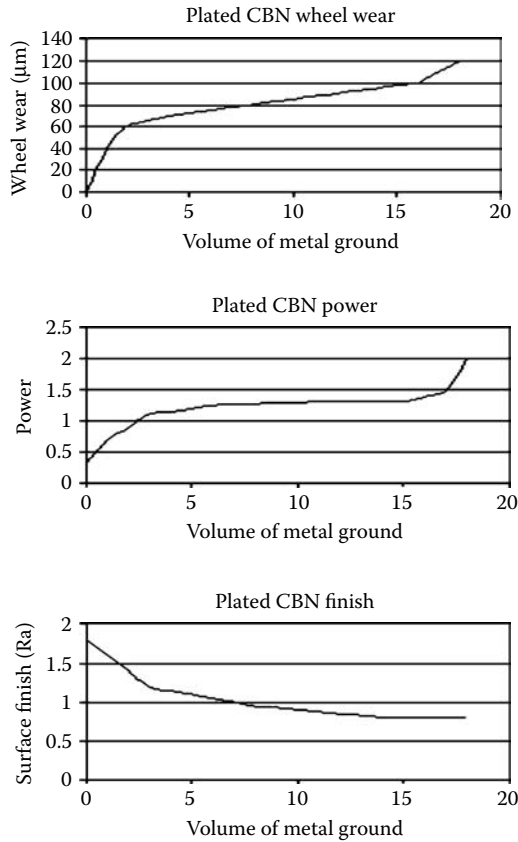 Plated CBN wheel wear
Wheel wear (µm)
140
120
100
80
60
40
20
0
0 5 10 15 20
Volume of metal ground
Plated CBN power
Power
2.5
2
1.5
1
0.5
0
0 5 10 15 20
Volume of metal ground
Plated CBN finish
Surface finish (Ra)
2
1.5
1
0.5
0
0 5 10 15 20
Volume of metal ground